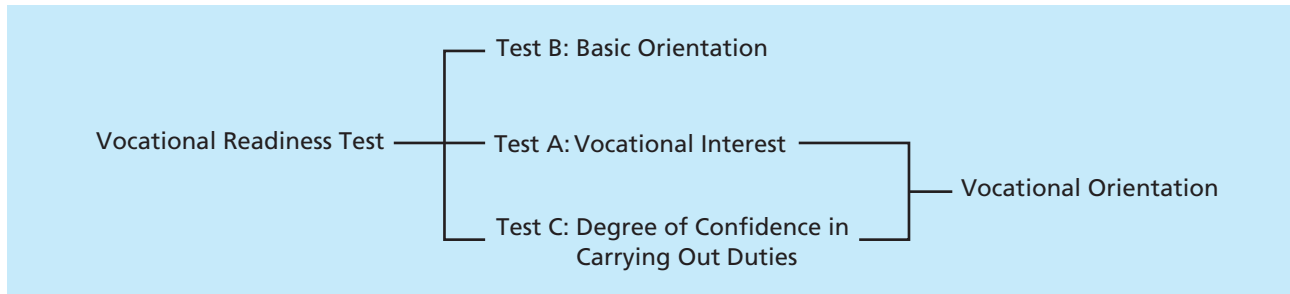 Test B: Basic Orientation
Vocational Readiness Test
Test A: Vocational Interest
Vocational Orientation
Test C: Degree of Confidence in
Carrying Out Duties